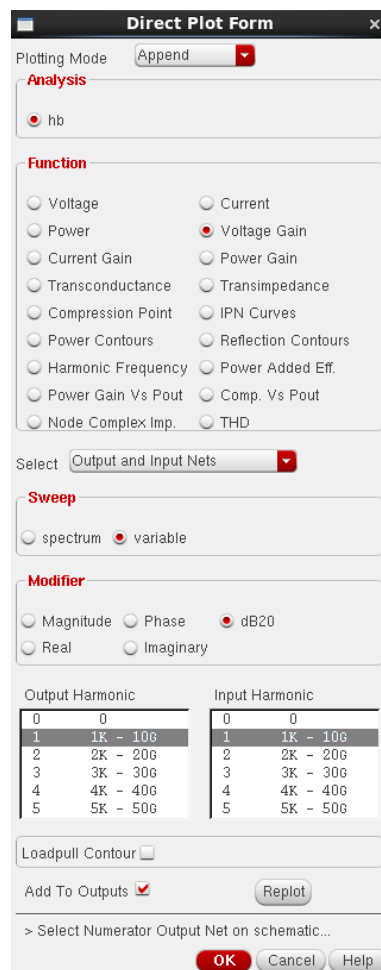 Direct Plot Form ×
Plotting Mode Append
Analysis
hb
Function
Voltage Current
Power Voltage Gain
Current Gain Power Gain
Transconductance Transimpedance
Compression Point IPN Curves
Power Contours Reflection Contours
Harmonic Frequency Power Added Eff.
Power Gain Vs Pout Comp. Vs Pout
Node Complex Imp. THD
Select Output and Input Nets
Sweep
spectrum variable
Modifier
Magnitude Phase dB20
Real Imaginary
Output Harmonic Input Harmonic
0 0 0 0
1 1K - 10G 1 1K - 10G
2 2K - 20G 2 2K - 20G
3 3K - 30G 3 3K - 30G
4 4K - 40G 4 4K - 40G
5 5K - 50G 5 5K - 50G
Loadpull Contour
Add To Outputs Replot
> Select Numerator Output Net on schematic...
OK Cancel Help